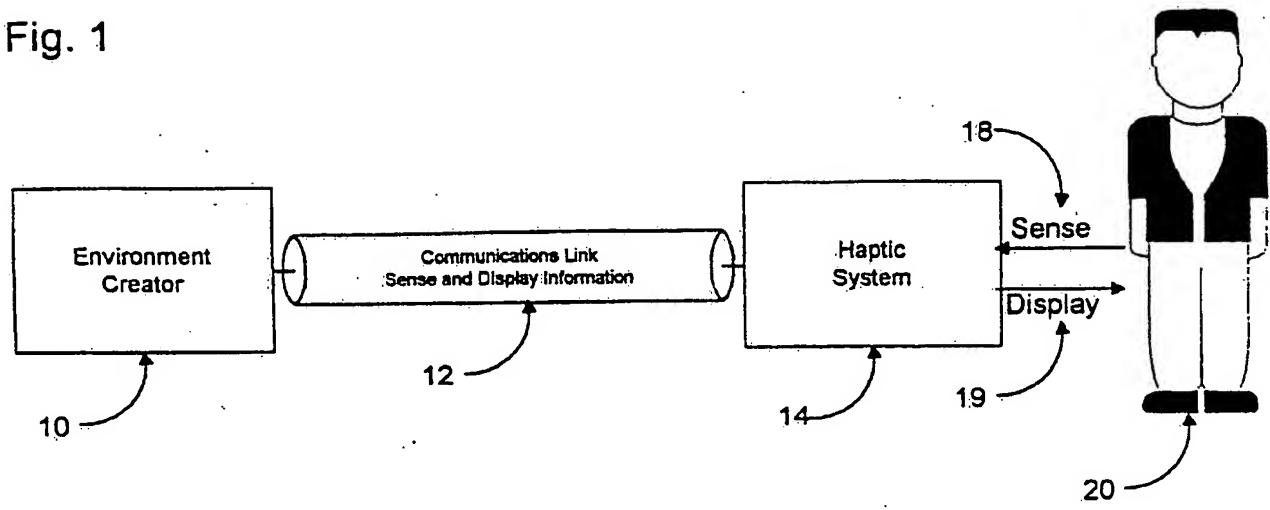 Fig. 1
18
Environment
Creator
Communications Link
Sense and Display Information
Haptic
System
Sense
Display
12
10
14
19
20